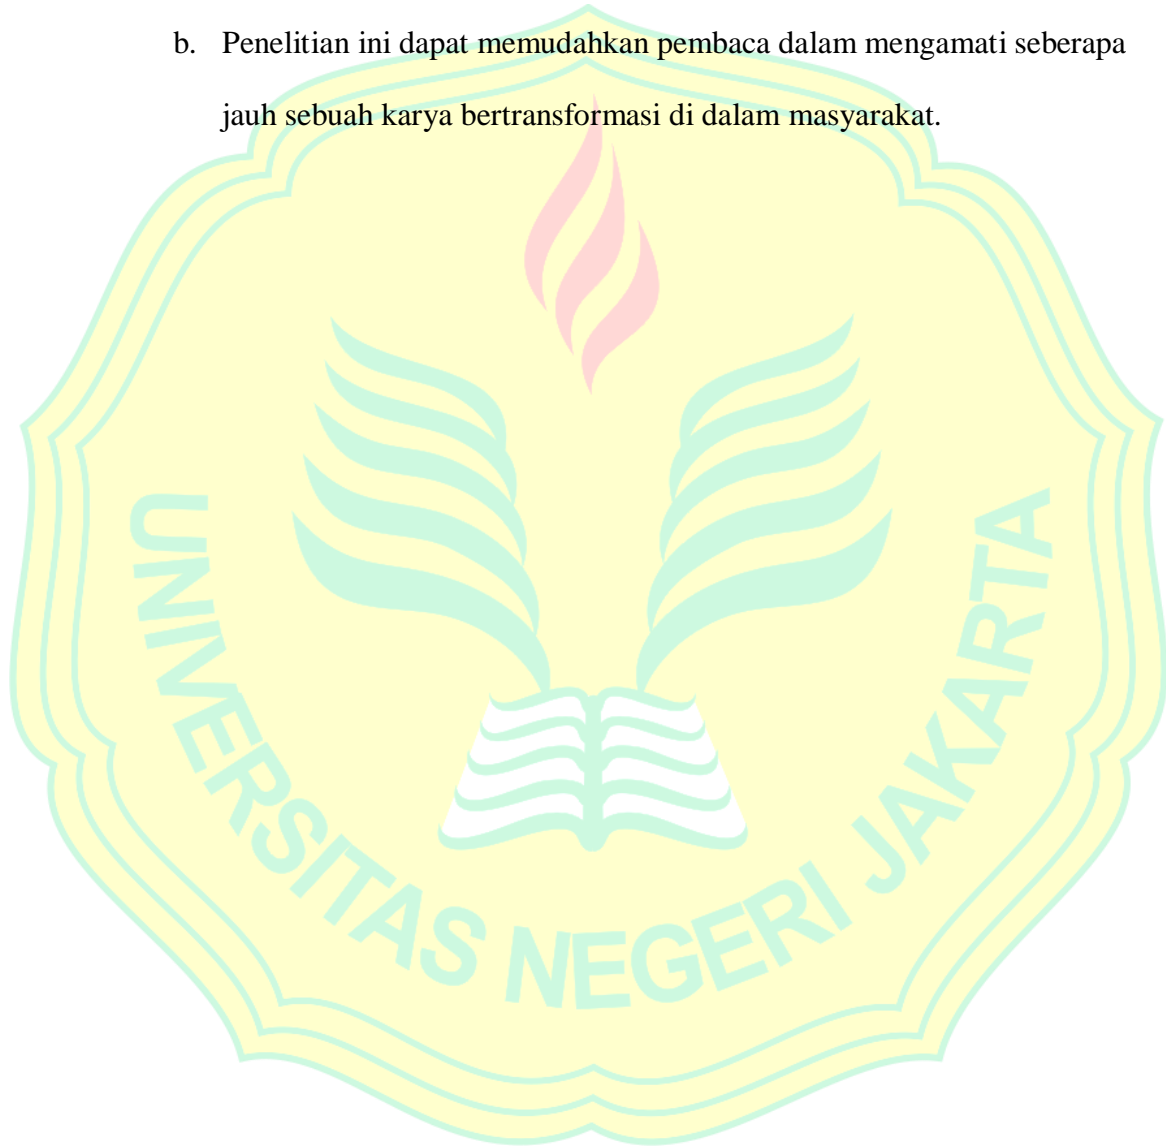 b. Penelitian ini dapat memudahkan pembaca dalam mengamati seberapa
jauh sebuah karya bertransformasi di dalam masyarakat.
UNIVERSITAS NEGERI JAKARTA